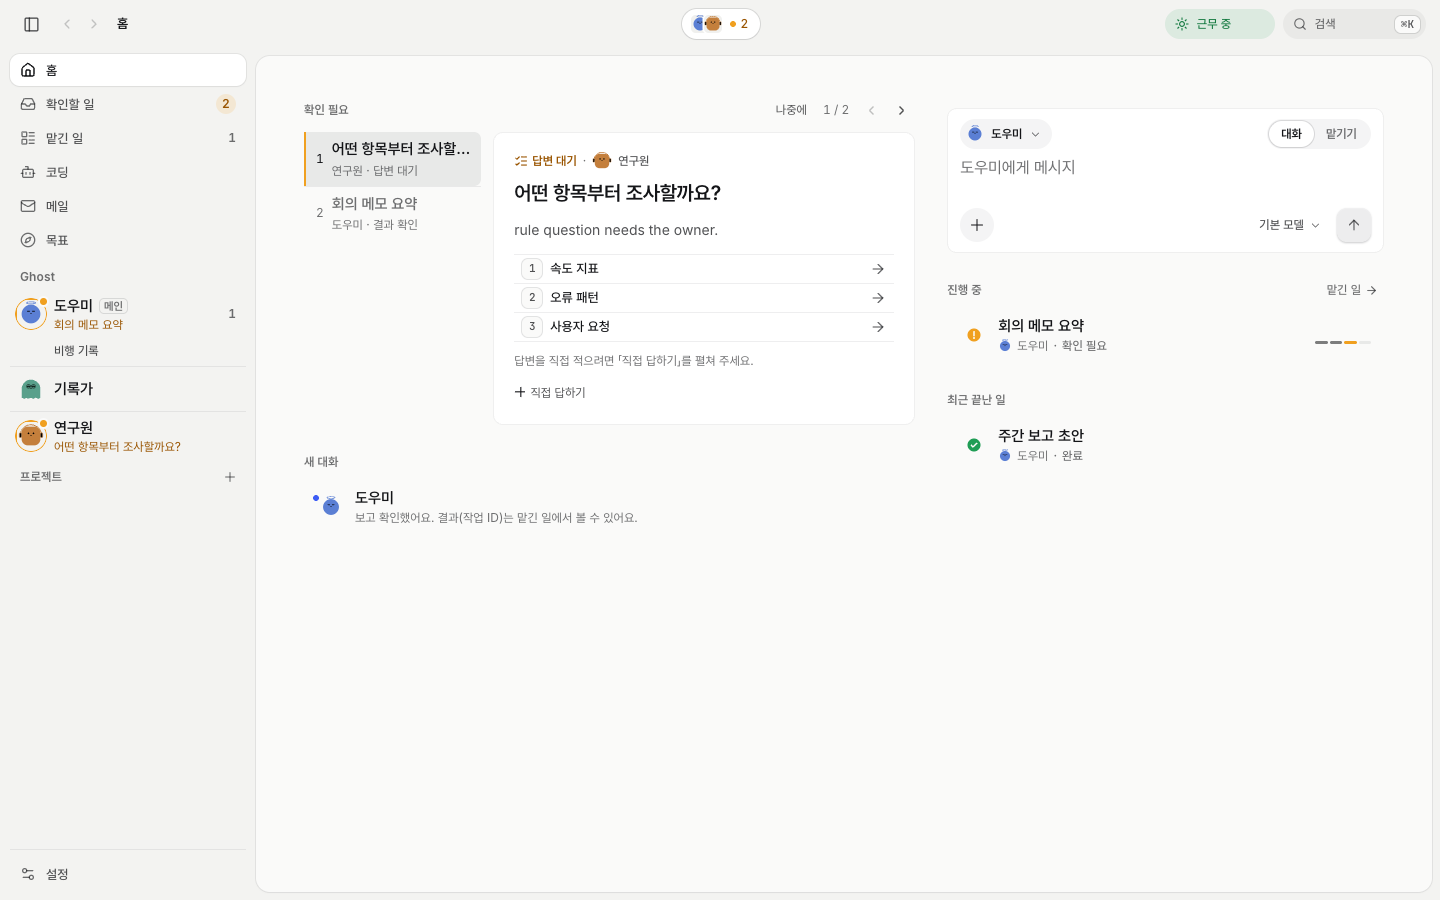 홈
2
근무 중
검색
⌘K
홈
확인할 일
2
맡긴 일
1
코딩
메일
목표
Ghost
도우미 메인
회의 메모 요약
1
비행 기록
기록가
연구원
어떤 항목부터 조사할까요?
프로젝트
설정
확인 필요
나중에
1 / 2
1
어떤 항목부터 조사할...
연구원 · 답변 대기
2
회의 메모 요약
도우미 · 결과 확인
답변 대기 · 연구원
어떤 항목부터 조사할까요?
rule question needs the owner.
1 속도 지표
2 오류 패턴
3 사용자 요청
답변을 직접 적으려면 「직접 답하기」를 펼쳐 주세요.
직접 답하기
새 대화
도우미
보고 확인했어요. 결과(작업 ID)는 맡긴 일에서 볼 수 있어요.
도우미
대화
맡기기
도우미에게 메시지
기본 모델
진행 중
맡긴 일
회의 메모 요약
도우미 · 확인 필요
최근 끝난 일
주간 보고 초안
도우미 · 완료